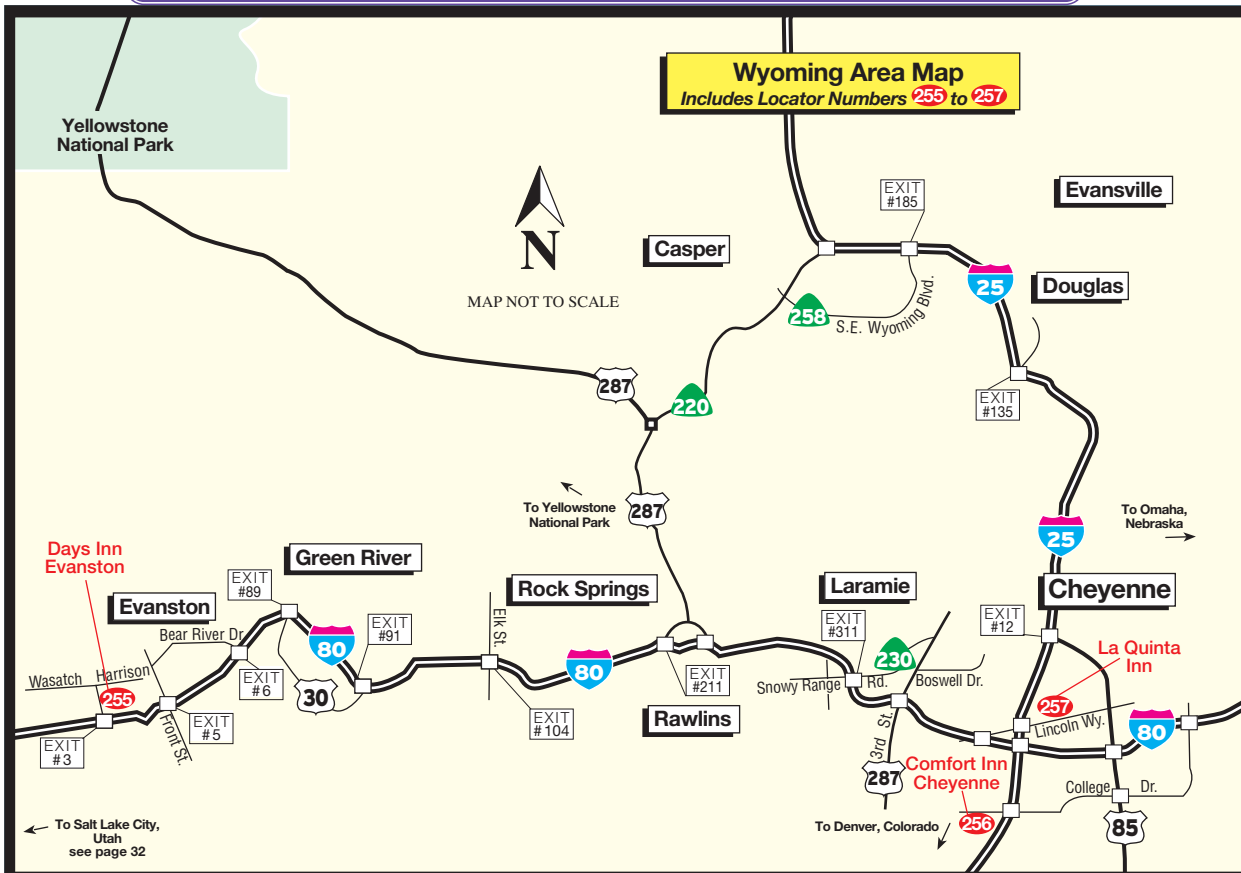 Wyoming Area Map
Includes Locator Numbers 255 to 257
Yellowstone
National Park
N
MAP NOT TO SCALE
Casper
EXIT
#185
Evansville
25
Douglas
258
S.E. Wyoming Blvd.
287
220
EXIT
#135
To Yellowstone
National Park
287
To Omaha,
Nebraska
25
Days Inn
Evanston
Green River
EXIT
#89
Evanston
Bear River Dr.
Rock Springs
Elk St.
Laramie
Cheyenne
EXIT
#311
EXIT
#12
EXIT
#91
80
Wasatch
Harrison
255
EXIT
#6
30
80
EXIT
#211
230
Snowy Range Rd.
Boswell Dr.
La Quinta
Inn
257
Lincoln Wy.
80
EXIT
#3
EXIT
#5
Front St.
EXIT
#104
Rawlins
3rd St.
287
Comfort Inn
Cheyenne
College Dr.
256
85
To Salt Lake City,
Utah
see page 32
To Denver, Colorado